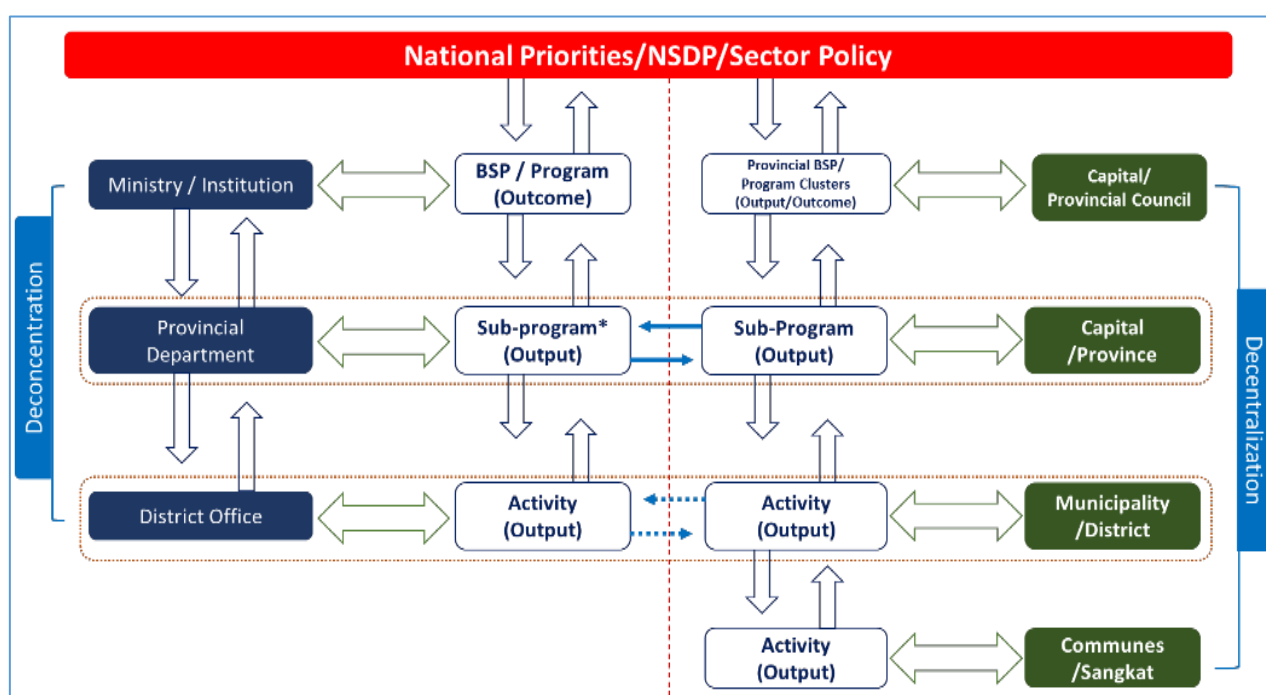 National Priorities/NSDP/Sector Policy
Ministry / Institution
BSP / Program
(Outcome)
Provincial BSP/
Program Clusters
(Output/Outcome)
Capital/
Provincial Council
Deconcentration
Decentralization
Provincial
Department
Sub-program*
(Output)
Sub-Program
(Output)
Capital
/Province
District Office
Activity
(Output)
Activity
(Output)
Municipality
/District
Activity
(Output)
Communes
/Sangkat